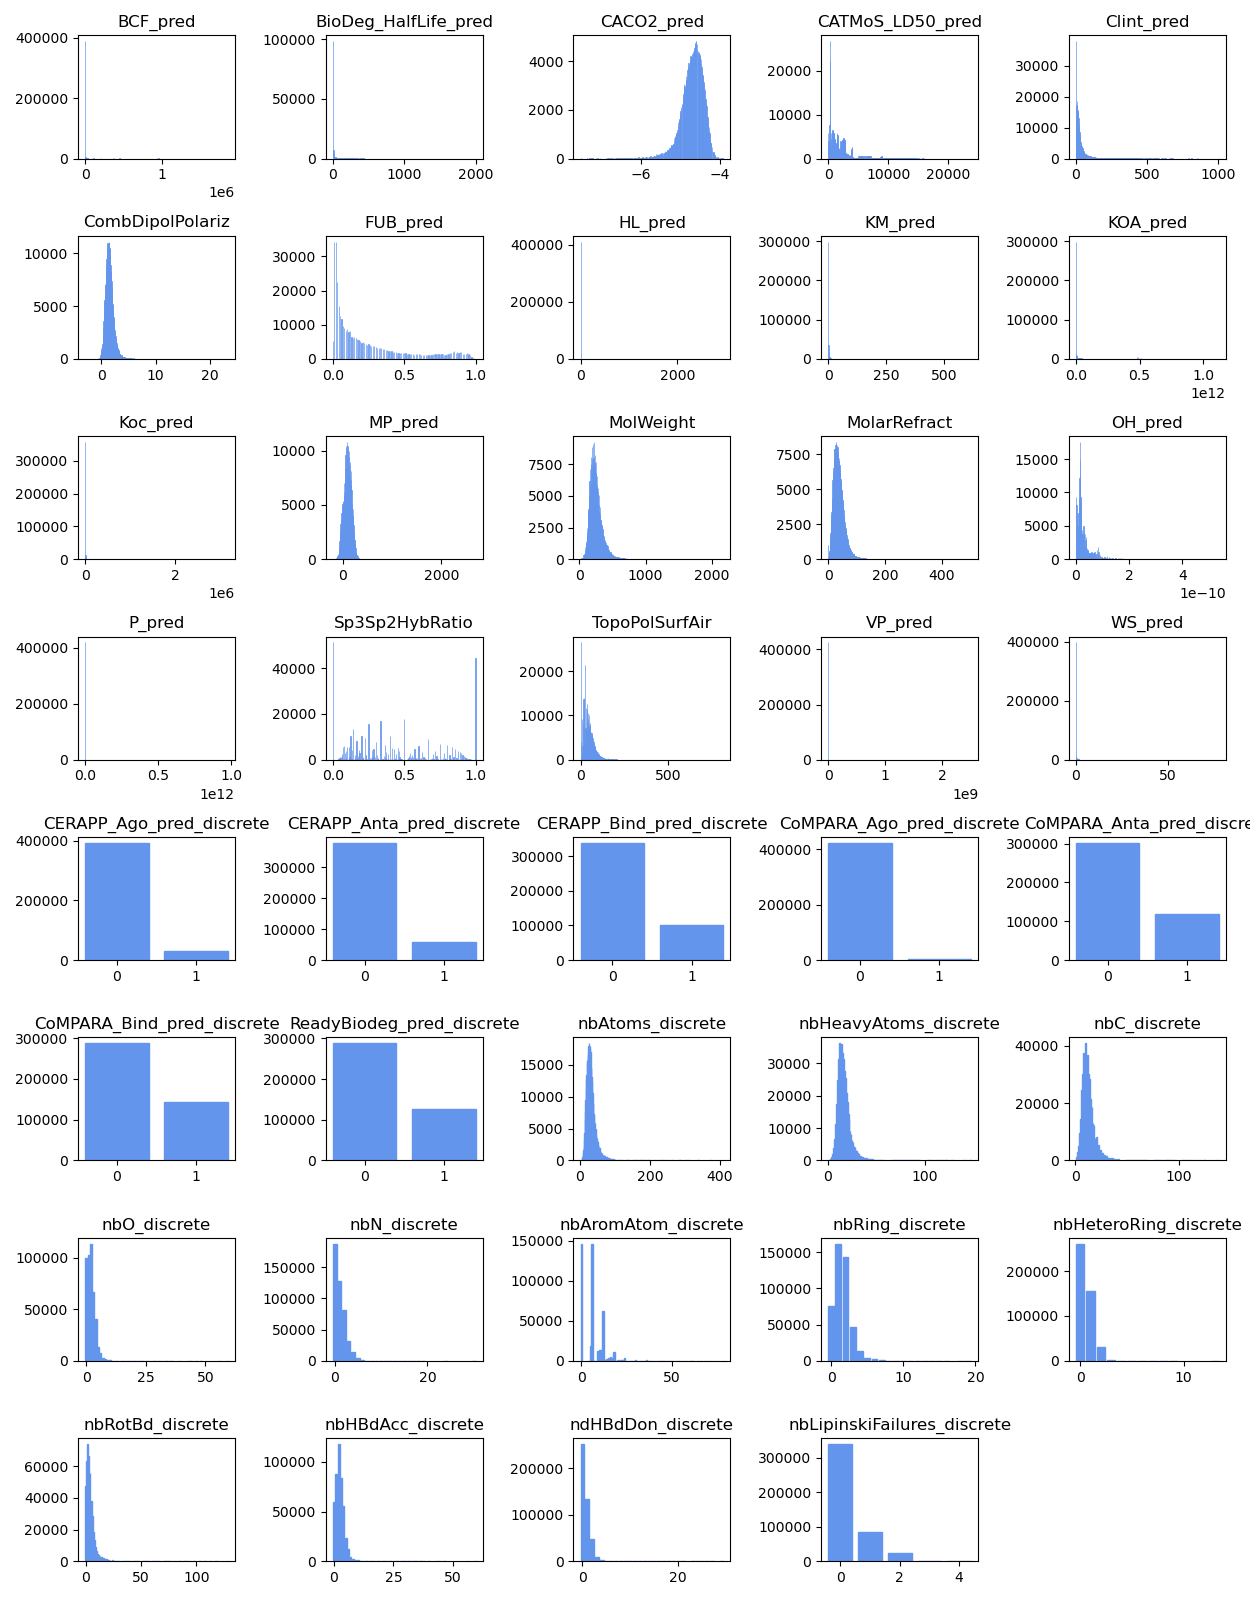 BCF_pred BioDeg_HalfLife_pred CACO2_pred CATMoS_LD50_pred Clint_pred
400000 200000 0 0 1 1e6
100000 50000 0 0 1000 2000
4000 2000 0 −6 −4
20000 10000 0 0 10000 20000
30000 20000 10000 0 0 500 1000
CombDipolPolariz FUB_pred HL_pred KM_pred KOA_pred
10000 5000 0 0 10 20
30000 20000 10000 0 0.0 0.5 1.0
400000 200000 0 0 2000
300000 200000 100000 0 0 250 500
300000 200000 100000 0 0.0 0.5 1.0 1e12
Koc_pred MP_pred MolWeight MolarRefract OH_pred
300000 200000 100000 0 0 2 1e6
10000 5000 0 0 2000
7500 5000 2500 0 0 1000 2000
7500 5000 2500 0 0 200 400
15000 10000 5000 0 0 2 4 1e−10
P_pred Sp3Sp2HybRatio TopoPolSurfAir VP_pred WS_pred
400000 200000 0 0.0 0.5 1.0 1e12
40000 20000 0 0.0 0.5 1.0
20000 10000 0 0 500
400000 300000 200000 100000 0 0 1 2 1e9
400000 200000 0 0 50
CERAPP_Ago_pred_discrete CERAPP_Anta_pred_discrete CERAPP_Bind_pred_discrete CoMPARA_Ago_pred_discrete CoMPARA_Anta_pred_discre
400000 200000 0 0 1
300000 200000 100000 0 0 1
300000 200000 100000 0 0 1
400000 200000 0 0 1
300000 200000 100000 0 0 1
CoMPARA_Bind_pred_discrete ReadyBiodeg_pred_discrete nbAtoms_discrete nbHeavyAtoms_discrete nbC_discrete
300000 200000 100000 0 0 1
300000 200000 100000 0 0 1
15000 10000 5000 0 0 200 400
30000 20000 10000 0 0 100
40000 20000 0 0 100
nbO_discrete nbN_discrete nbAromAtom_discrete nbRing_discrete nbHeteroRing_discrete
100000 50000 0 0 25 50
150000 100000 50000 0 0 20
150000 100000 50000 0 0 50
150000 100000 50000 0 0 10 20
200000 100000 0 0 10
nbRotBd_discrete nbHBdAcc_discrete ndHBdDon_discrete nbLipinskiFailures_discrete
60000 40000 20000 0 0 50 100
100000 50000 0 0 25 50
200000 100000 0 0 20
300000 200000 100000 0 0 2 4